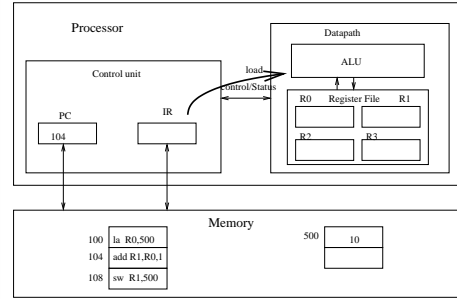 Processor
Datapath
Control unit
load
ALU
control/Status
PC
IR
R0
Register File
R1
104
R2
R3
Memory
100
la R0,500
500
10
104
add R1,R0,1
108
sw R1,500